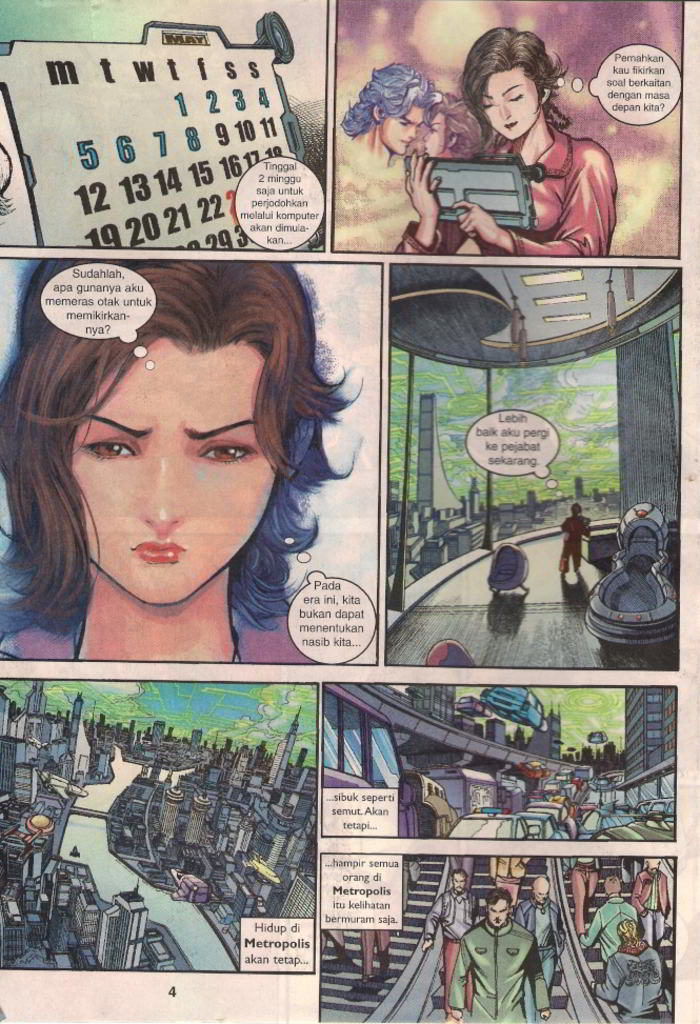 MAY
m t w t f s s
1 2 3 4
5 6 7 8 9 10 11
12 13 14 15 16 17 18
19 20 21 22
28 29
Tinggal
2 minggu
saja untuk
perjodohkan
melalui komputer
akan dimula-
kan...
Pernahkan
kau fikirkan
soal berkaitan
dengan masa
depan kita?
Sudahlah,
apa gunanya aku
memeras otak untuk
memikirkan-
nya?
Pada
era ini, kita
bukan dapat
menentukan
nasib kita...
Lebih
baik aku pergi
ke pejabat
sekarang.
Hidup di
Metropolis
akan tetap...
...sibuk seperti
semut. Akan
tetapi...
...hampir semua
orang di
Metropolis
itu kelihatan
bermuram saja.
4